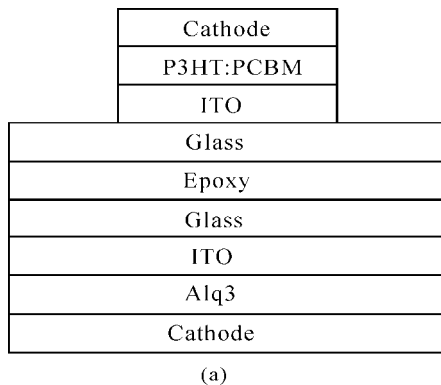 Cathode
P3HT:PCBM
ITO
Glass
Epoxy
Glass
ITO
Alq3
Cathode
(a)